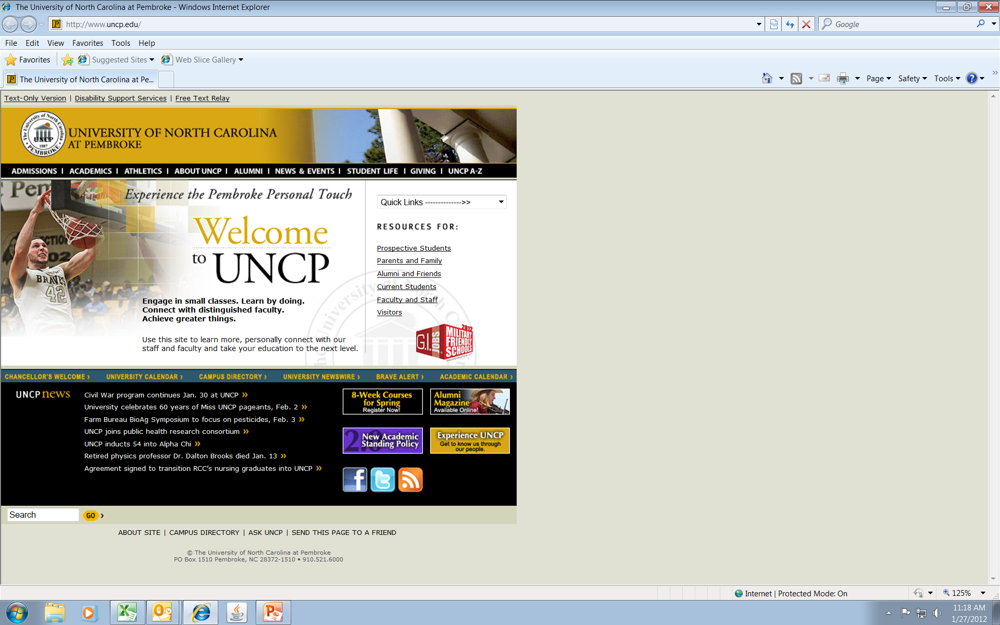 The University of North Carolina at Pembroke - Windows Internet Explorer
http://www.uncp.edu/
Google
File Edit View Favorites Tools Help
Favorites Suggested Sites Web Slice Gallery
The University of North Carolina at Pe...
Page Safety Tools
Text-Only Version | Disability Support Services | Free Text Relay
The University of North Carolina
UNCP
1887
PEMBROKE
UNIVERSITY OF NORTH CAROLINA
AT PEMBROKE
ADMISSIONS | ACADEMICS | ATHLETICS | ABOUT UNCP | ALUMNI | NEWS & EVENTS | STUDENT LIFE | GIVING | UNCP A-Z
Experience the Pembroke Personal Touch
Welcome
to UNCP
BRAVES
42
Engage in small classes. Learn by doing.
Connect with distinguished faculty.
Achieve greater things.
Use this site to learn more, personally connect with our
staff and faculty and take your education to the next level.
Quick Links -------------->>
RESOURCES FOR:
Prospective Students
Parents and Family
Alumni and Friends
Current Students
Faculty and Staff
Visitors
G.I. JOBS
2012
MILITARY
FRIENDLY
SCHOOLS
CHANCELLOR'S WELCOME › UNIVERSITY CALENDAR › CAMPUS DIRECTORY › UNIVERSITY NEWSWIRE › BRAVE ALERT › ACADEMIC CALENDAR ›
UNCP news
Civil War program continues Jan. 30 at UNCP »
University celebrates 60 years of Miss UNCP pageants, Feb. 2 »
Farm Bureau BioAg Symposium to focus on pesticides, Feb. 3 »
UNCP joins public health research consortium »
UNCP inducts 54 into Alpha Chi »
Retired physics professor Dr. Dalton Brooks died Jan. 13 »
Agreement signed to transition RCC's nursing graduates into UNCP »
8-Week Courses
for Spring
Register Now!
Alumni
Magazine
Available Online!
2.0
New Academic
Standing Policy
Experience UNCP
Get to know us through
our people.
Search GO ›
ABOUT SITE | CAMPUS DIRECTORY | ASK UNCP | SEND THIS PAGE TO A FRIEND
© The University of North Carolina at Pembroke
PO Box 1510 Pembroke, NC 28372-1510 • 910.521.6000
Internet | Protected Mode: On
125%
11:18 AM
1/27/2012